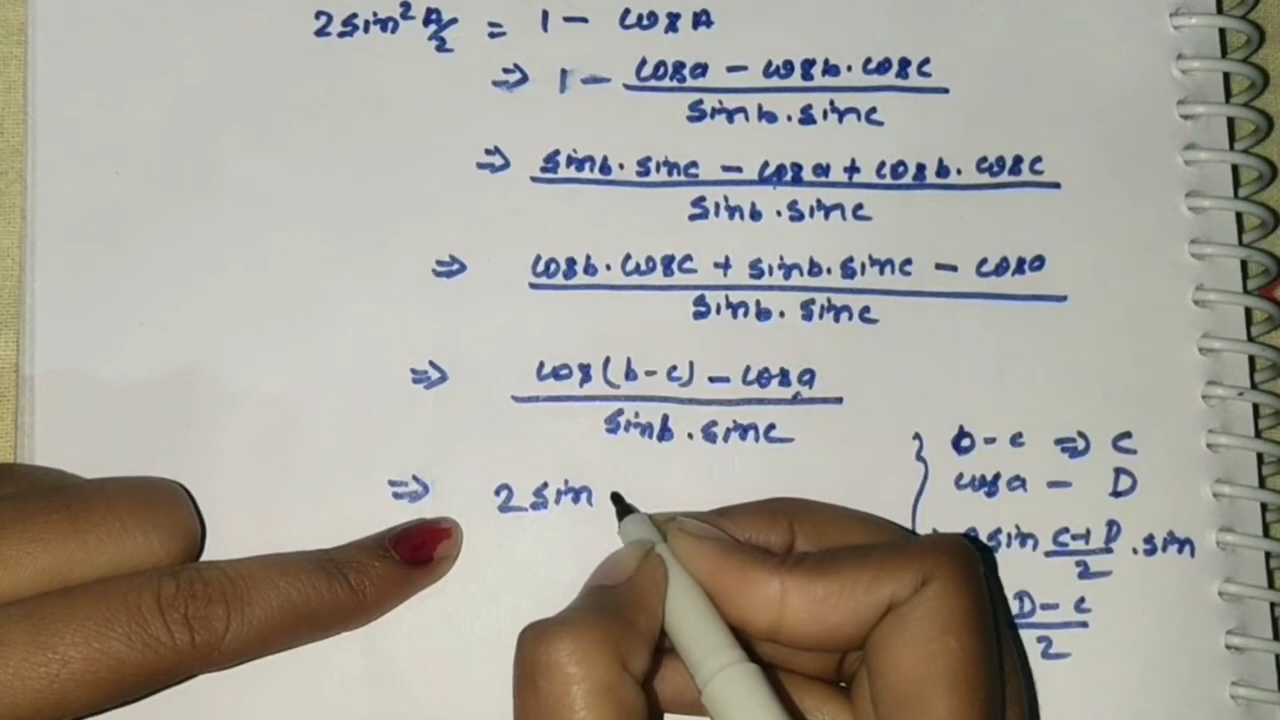 2sin² A/2 = 1 - cosA
⇒ 1 - cosa - cosb.cosc / sinb.sinc
⇒ sinb.sinc - cosa + cosb.cosc / sinb.sinc
⇒ cosb.cosc + sinb.sinc - cosa / sinb.sinc
⇒ cos(b-c) - cosa / sinb.sinc
⇒ 2sin
b-c ⇒ C
cosa - D
sin C+D/2 .sin
D-c/2